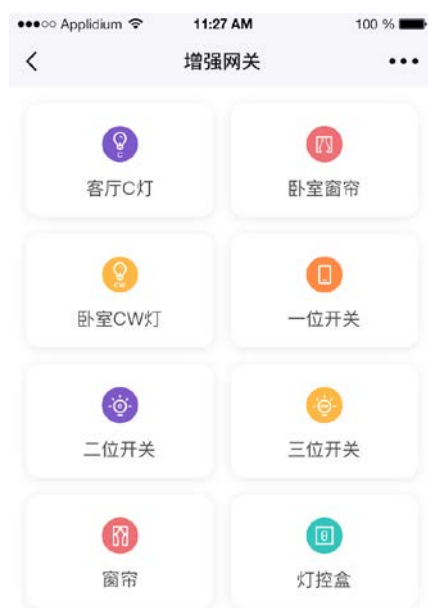 Applidium 11:27 AM 100 %
增强网关
客厅C灯 卧室窗帘
卧室CW灯 一位开关
二位开关 三位开关
窗帘 灯控盒